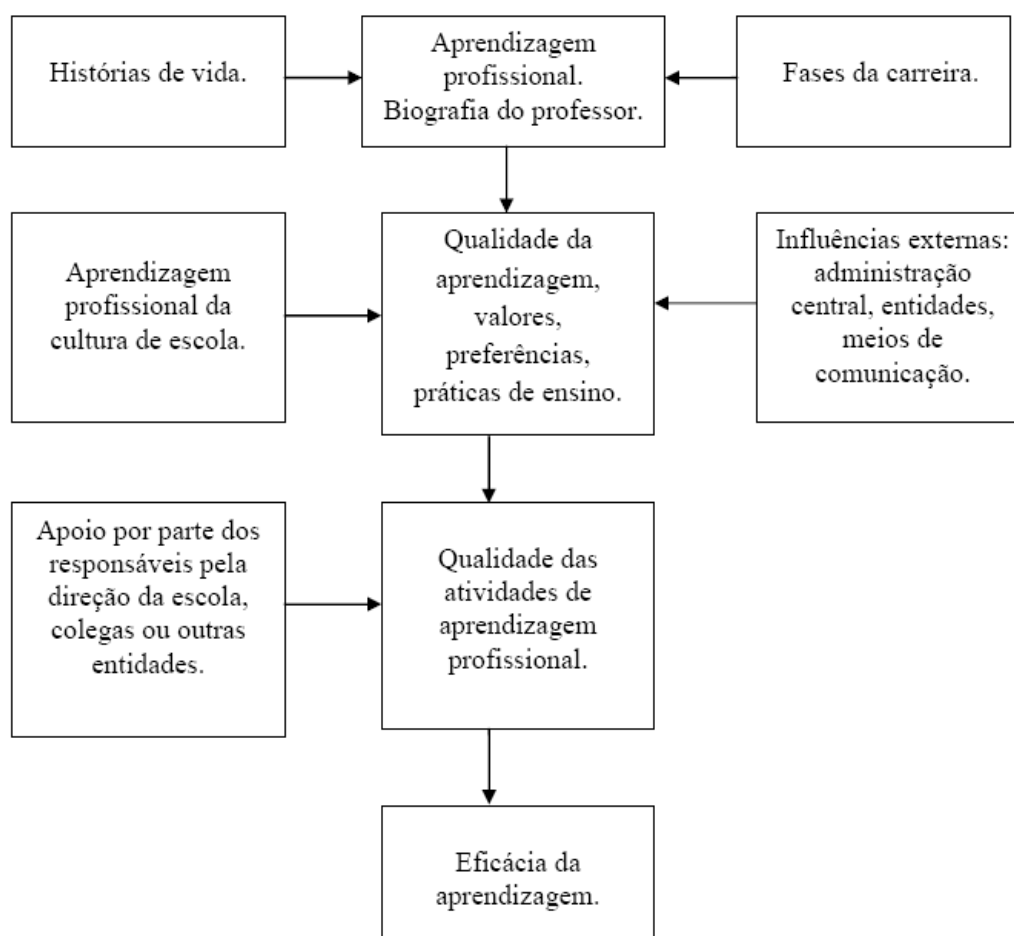 Histórias de vida.
Aprendizagem
profissional.
Biografia do professor.
Fases da carreira.
Aprendizagem
profissional da
cultura de escola.
Qualidade da
aprendizagem,
valores,
preferências,
práticas de ensino.
Influências externas:
administração
central, entidades,
meios de
comunicação.
Apoio por parte dos
responsáveis pela
direção da escola,
colegas ou outras
entidades.
Qualidade das
atividades de
aprendizagem
profissional.
Eficácia da
aprendizagem.